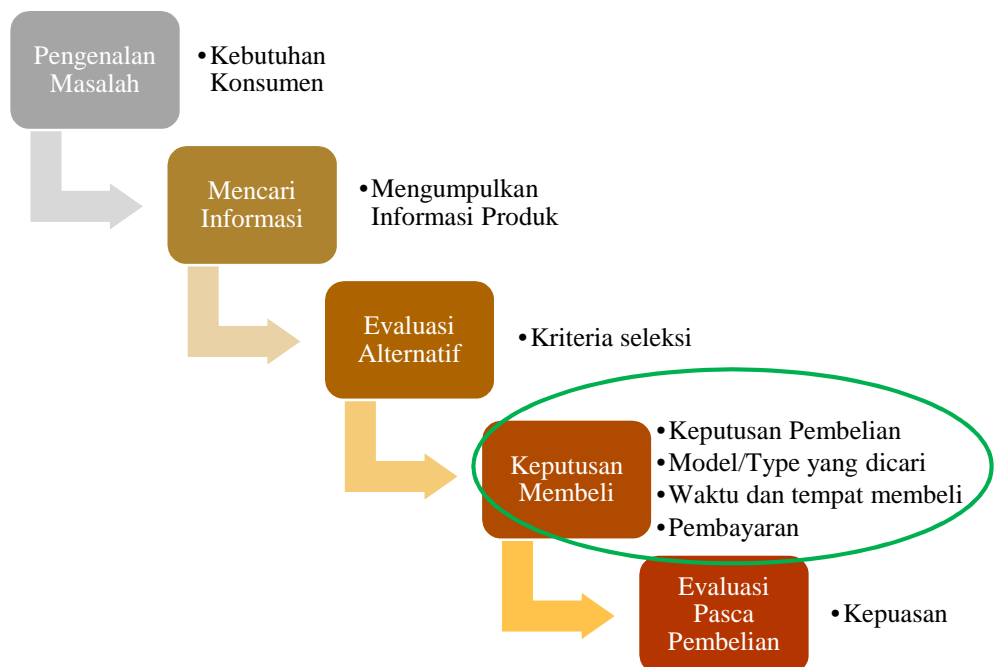 Pengenalan
Masalah
•Kebutuhan
Konsumen
Mencari
Informasi
•Mengumpulkan
Informasi Produk
Evaluasi
Alternatif
•Kriteria seleksi
Keputusan
Membeli
•Keputusan Pembelian
•Model/Type yang dicari
•Waktu dan tempat membeli
•Pembayaran
Evaluasi
Pasca
Pembelian
•Kepuasan